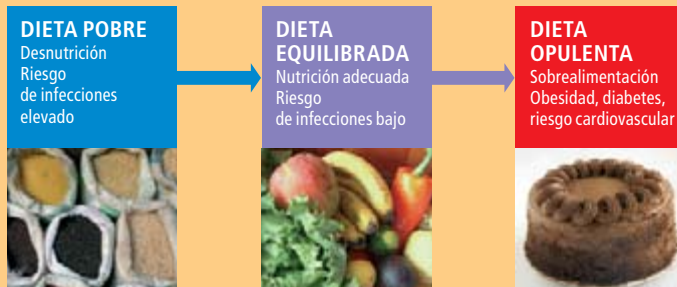 DIETA POBRE
Desnutrición
Riesgo
de infecciones
elevado
DIETA
EQUILIBRADA
Nutrición adecuada
Riesgo
de infecciones bajo
DIETA
OPULENTA
Sobrealimentación
Obesidad, diabetes,
riesgo cardiovascular